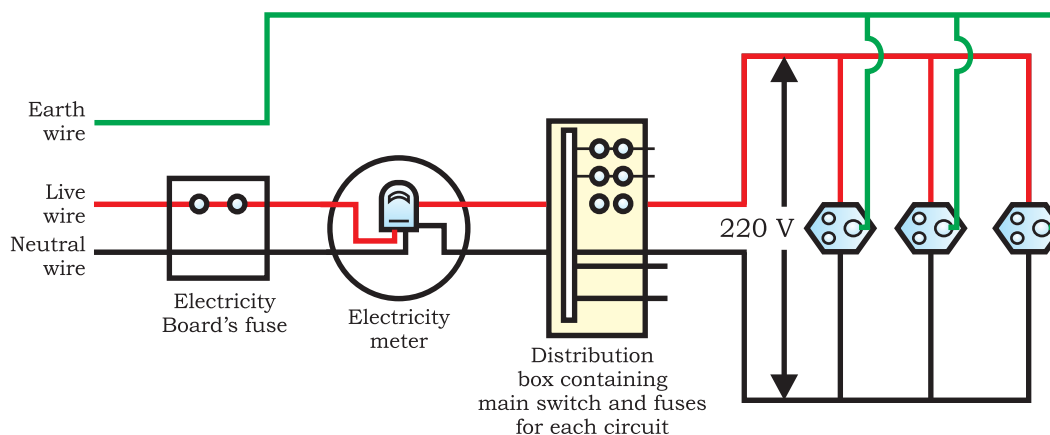 Earth
wire
Live
wire
Neutral
wire
Electricity
Board's fuse
Electricity
meter
Distribution
box containing
main switch and fuses
for each circuit
220 V